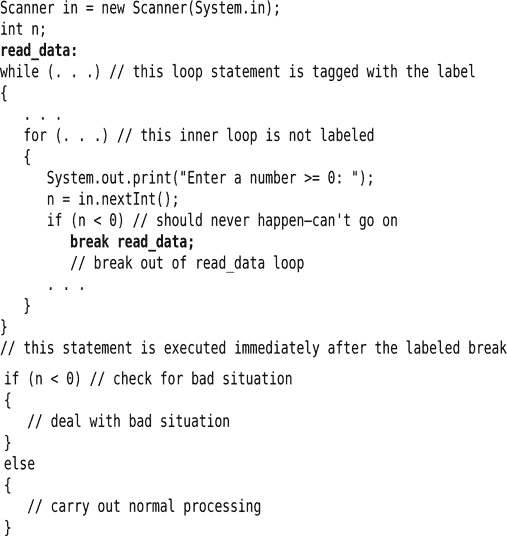 Scanner in = new Scanner(System.in);
int n;
read_data:
while (. . .) // this loop statement is tagged with the label
{
. . .
for (. . .) // this inner loop is not labeled
{
System.out.print("Enter a number >= 0: ");
n = in.nextInt();
if (n < 0) // should never happen—can't go on
break read_data;
// break out of read_data loop
. . .
}
}
// this statement is executed immediately after the labeled break
if (n < 0) // check for bad situation
{
// deal with bad situation
}
else
{
// carry out normal processing
}